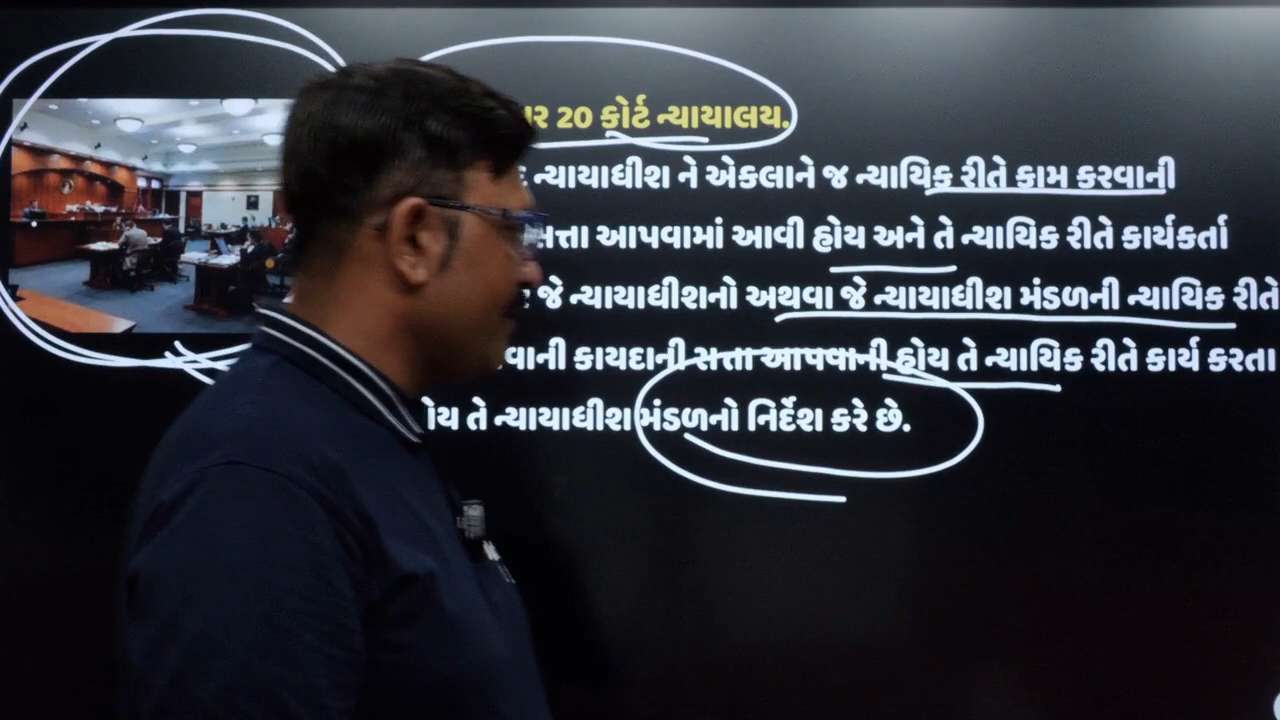 20 કોર્ટ ન્યાયાલય.
ન્યાયાધીશ ને એકલાને જ ન્યાયિક રીતે કામ કરવાની
સત્તા આપવામાં આવી હોય અને તે ન્યાયિક રીતે કાર્યકર્તા
જે ન્યાયાધીશનો અથવા જે ન્યાયાધીશ મંડળની ન્યાયિક રીતે
કાયદાની સત્તા આપવાની હોય તે ન્યાયિક રીતે કાર્ય કરતા
તે ન્યાયાધીશ મંડળનો નિર્દેશ કરે છે.